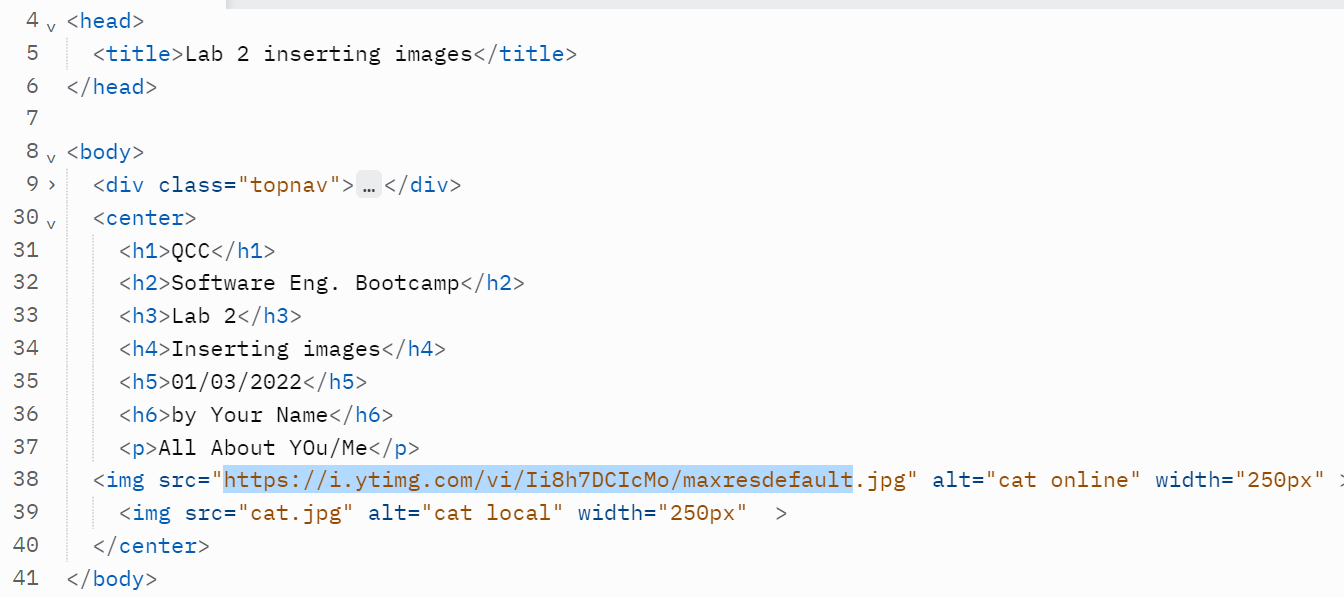 4 <head>
5 <title>Lab 2 inserting images</title>
6 </head>
7
8 <body>
9 <div class="topnav">…</div>
30 <center>
31 <h1>QCC</h1>
32 <h2>Software Eng. Bootcamp</h2>
33 <h3>Lab 2</h3>
34 <h4>Inserting images</h4>
35 <h5>01/03/2022</h5>
36 <h6>by Your Name</h6>
37 <p>All About YOu/Me</p>
38 <img src="https://i.ytimg.com/vi/Ii8h7DCIcMo/maxresdefault.jpg" alt="cat online" width="250px" >
39 <img src="cat.jpg" alt="cat local" width="250px"  >
40 </center>
41 </body>